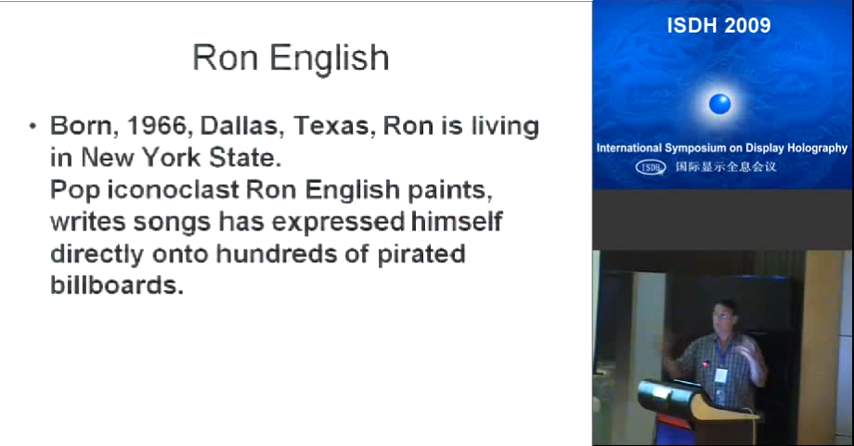 Ron English
• Born, 1966, Dallas, Texas, Ron is living
in New York State.
Pop iconoclast Ron English paints,
writes songs has expressed himself
directly onto hundreds of pirated
billboards.
ISDH 2009
International Symposium on Display Holography
ISDH 国际显示全息会议